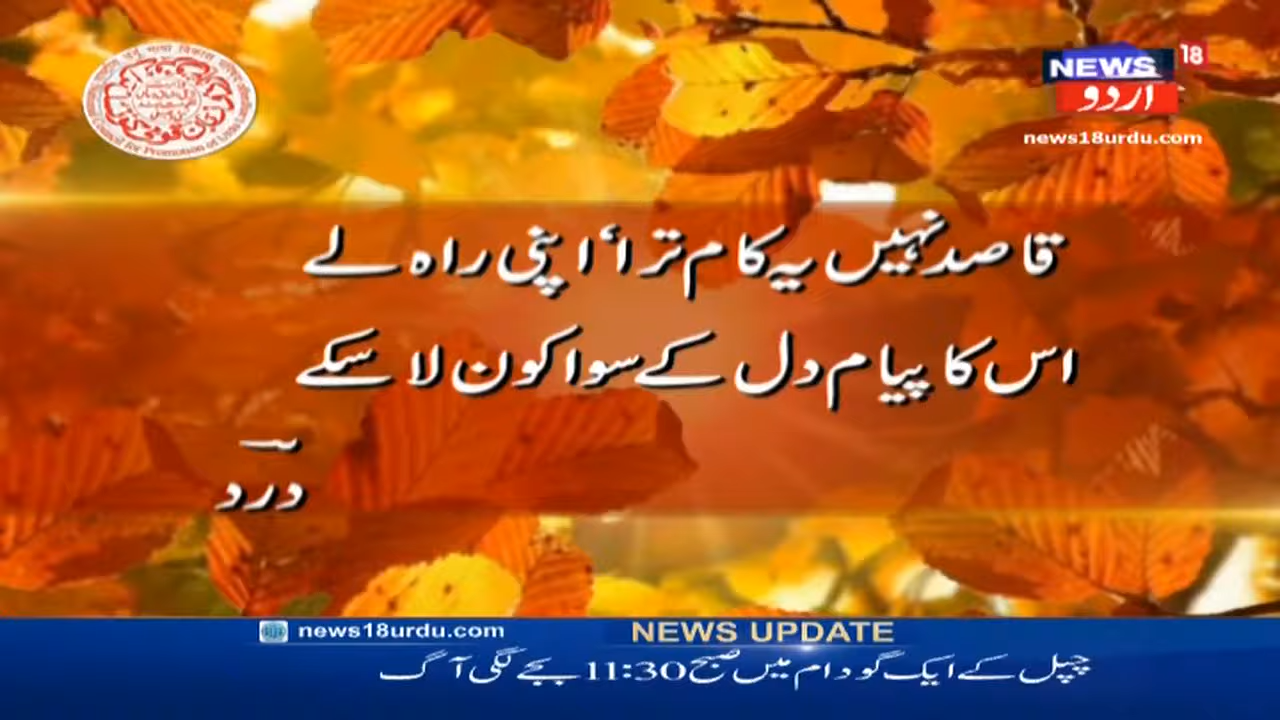 NEWS 18
اردو
news18urdu.com
قاصد نہیں یہ کام ترا، اپنی راہ لے
اس کا پیام دل کے سوا کون لا سکے
درد
news18urdu.com NEWS UPDATE
چپل کے ایک گودام میں صبح 11:30 بجے لگی آگ